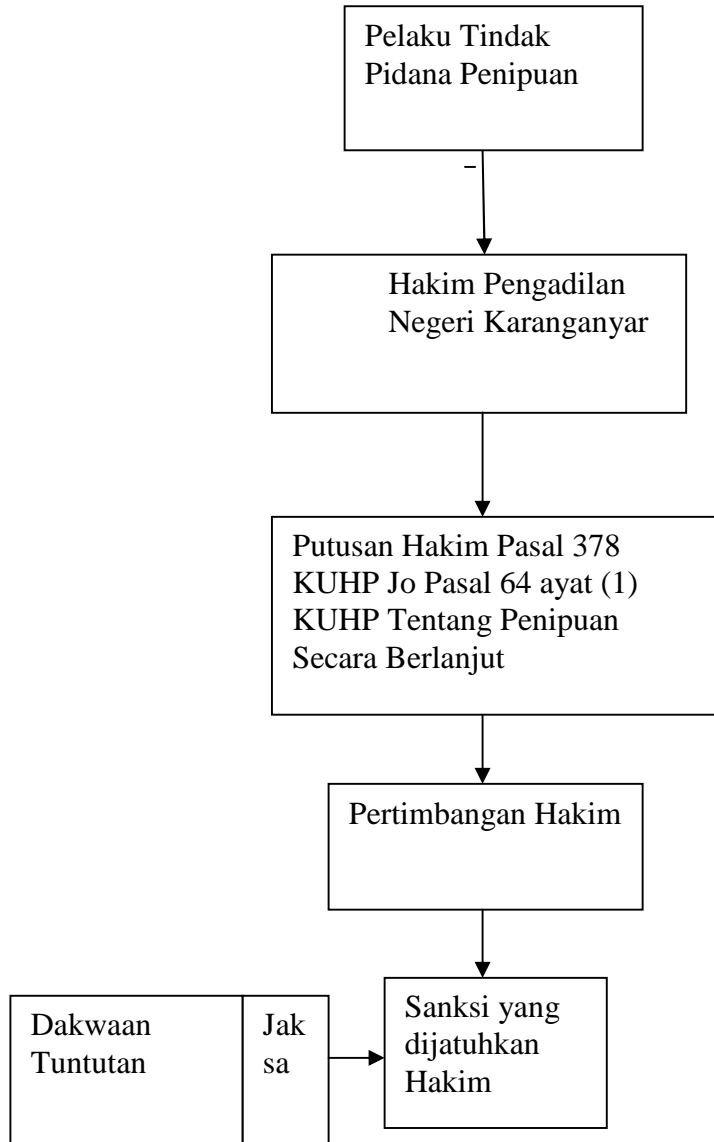 Pelaku Tindak
Pidana Penipuan
Hakim Pengadilan
Negeri Karanganyar
Putusan Hakim Pasal 378
KUHP Jo Pasal 64 ayat (1)
KUHP Tentang Penipuan
Secara Berlanjut
Pertimbangan Hakim
Dakwaan
Tuntutan
Jak
sa
Sanksi yang
dijatuhkan
Hakim